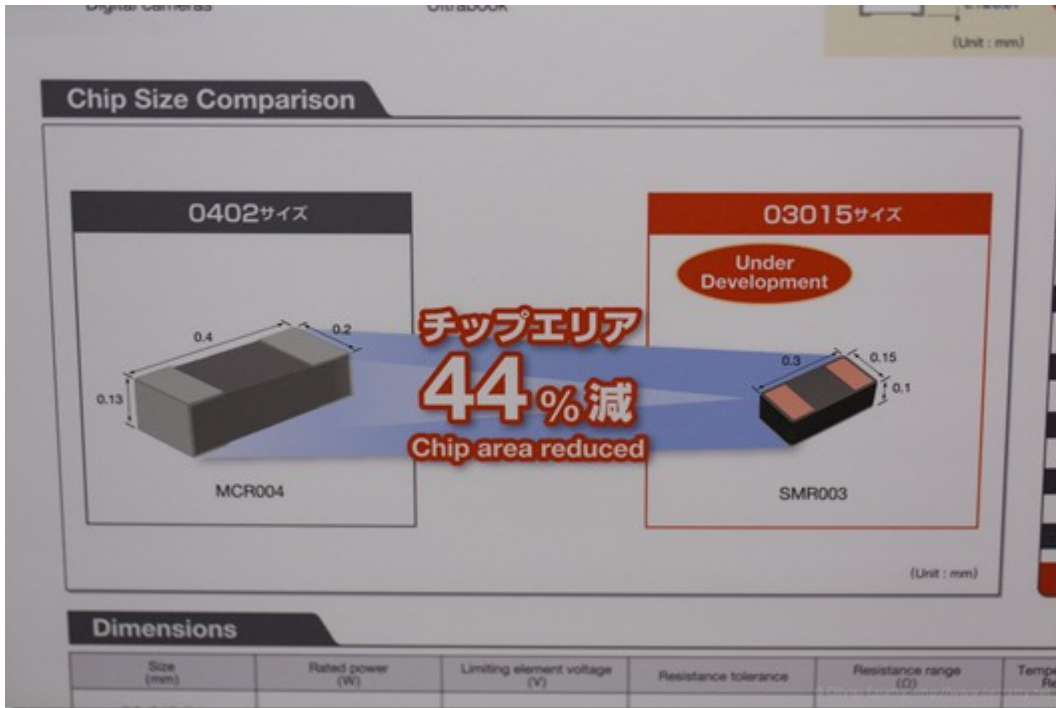 Digital cameras
Ultrabook
(Unit : mm)
Chip Size Comparison
0402サイズ
03015サイズ
Under
Development
0.4
0.2
0.13
チップエリア
44%減
Chip area reduced
0.3
0.15
0.1
MCR004
SMR003
(Unit : mm)
Dimensions
Size
(mm)
Rated power
(W)
Limiting element voltage
(V)
Resistance tolerance
Resistance range
(Ω)